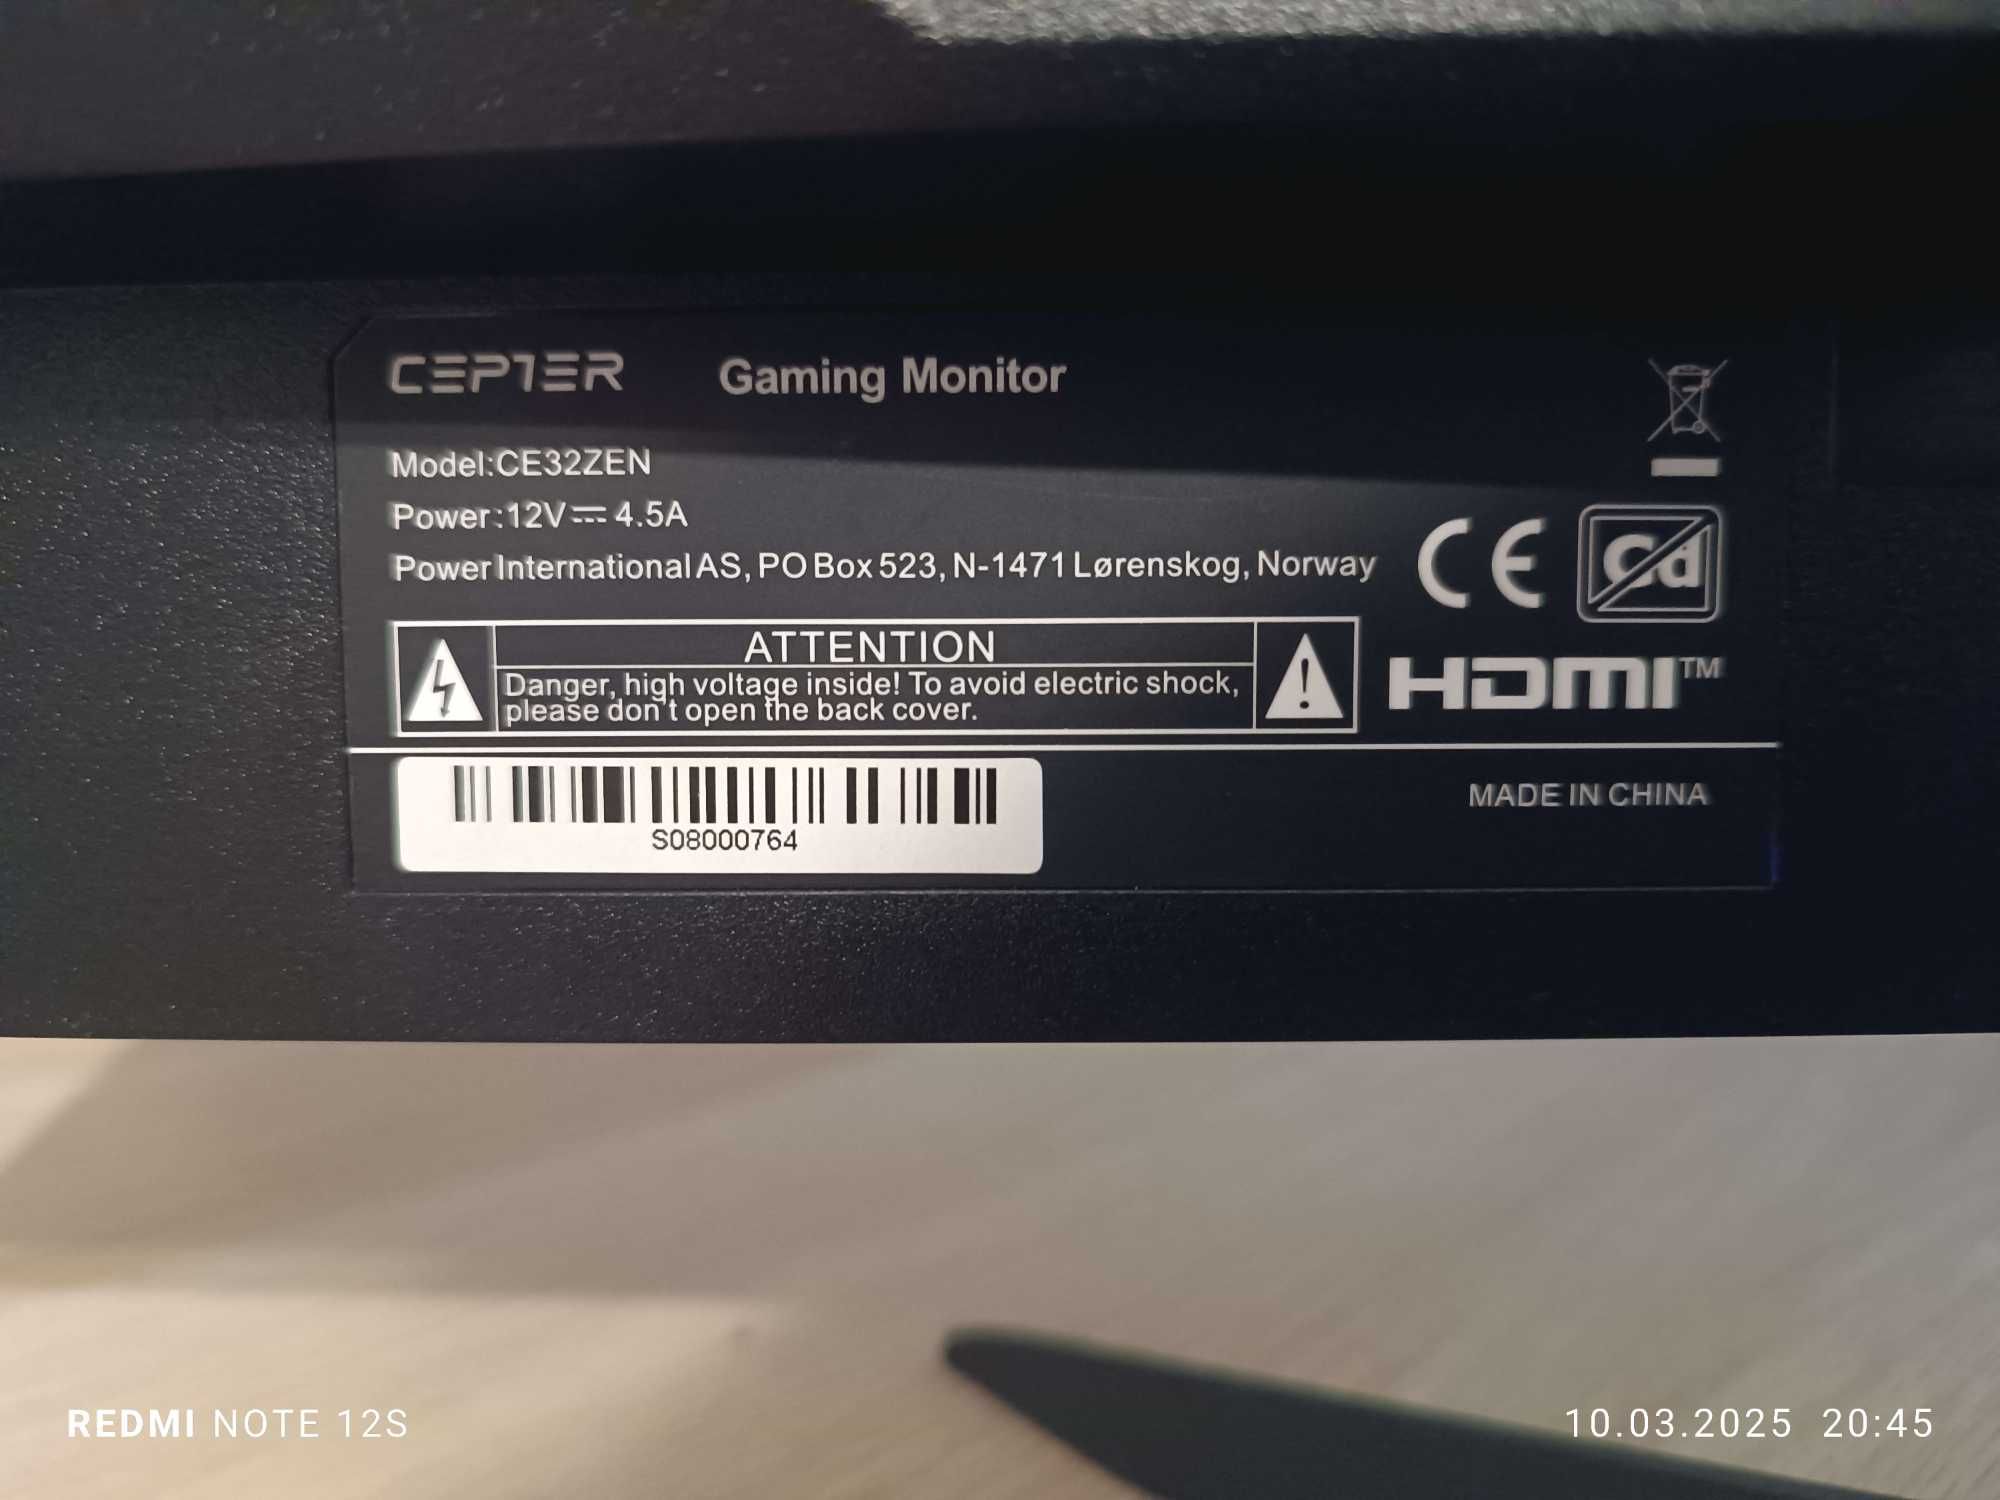 CEPTER Gaming Monitor
Model:CE32ZEN
Power:12V⎓4.5A
Power International AS, PO Box 523, N-1471 Lørenskog, Norway
CE Cd
ATTENTION
Danger, high voltage inside! To avoid electric shock,
please don't open the back cover.
HDMI™
S08000764
MADE IN CHINA
REDMI NOTE 12S
10.03.2025 20:45